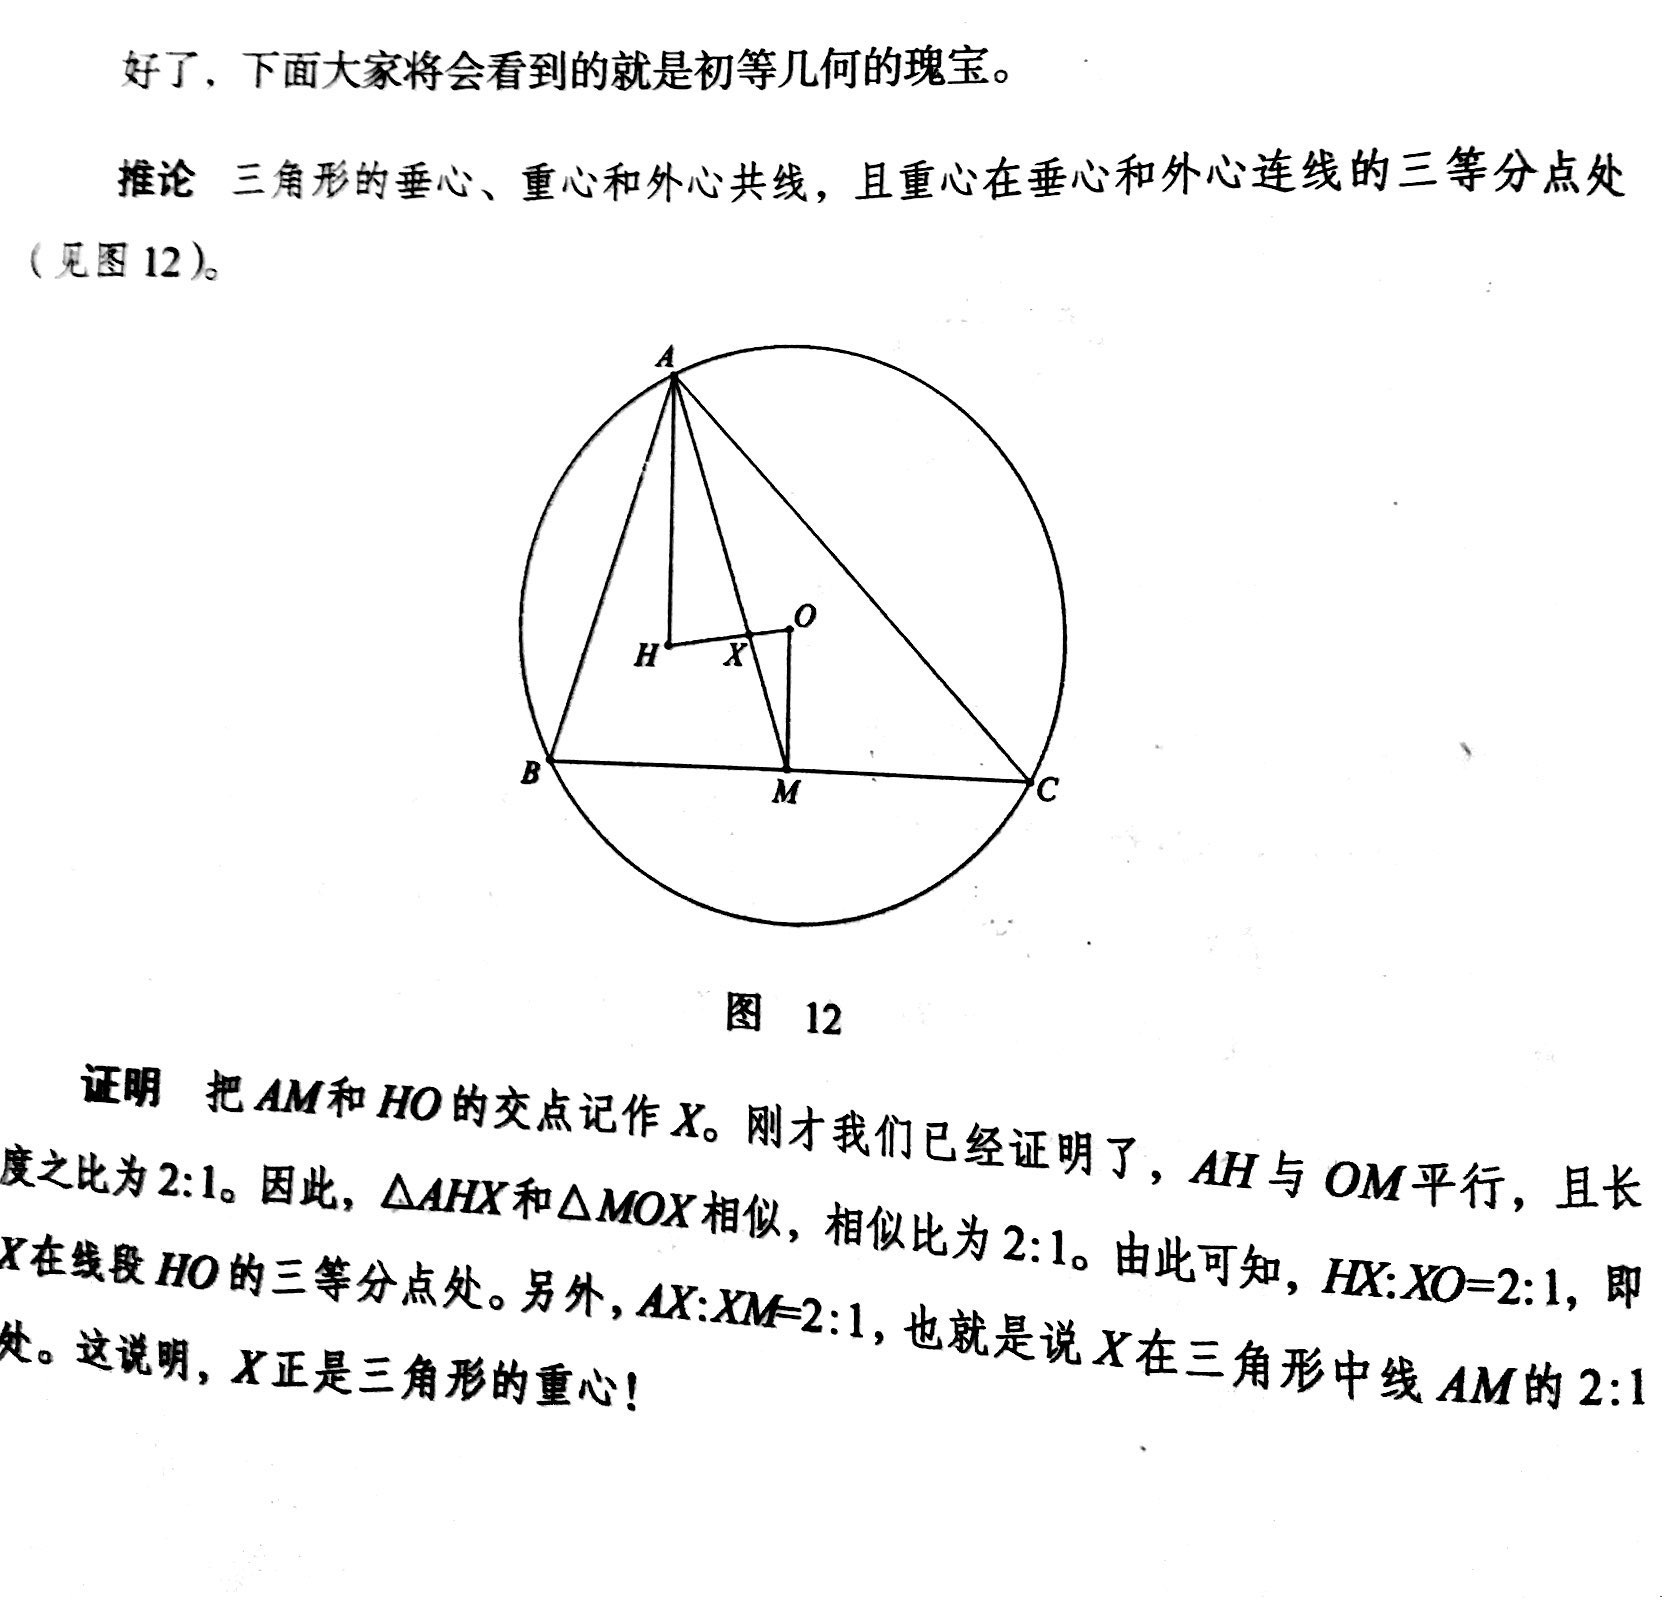 好了，下面大家将会看到的就是初等几何的瑰宝。
推论 三角形的垂心、重心和外心共线，且重心在垂心和外心连线的三等分点处
（见图 12）。
A
O
H
X
B
M
C
图 12
证明 把 AM 和 HO 的交点记作 X。刚才我们已经证明了，AH 与 OM 平行，且长
度之比为 2:1。因此，△AHX 和 △MOX 相似，相似比为 2:1。由此可知，HX:XO=2:1，即
X 在线段 HO 的三等分点处。另外，AX:XM=2:1，也就是说 X 在三角形中线 AM 的 2:1
处。这说明，X 正是三角形的重心！